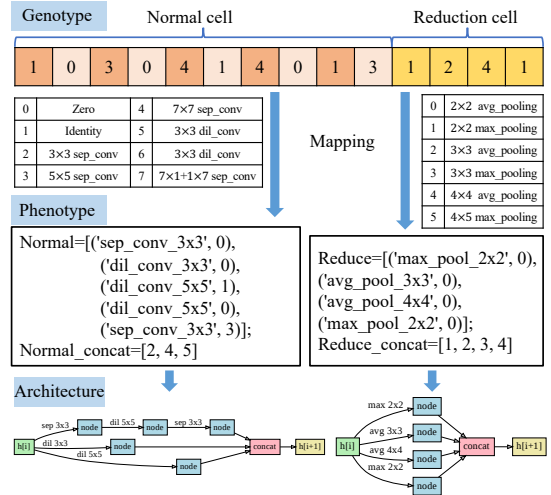 Genotype
Normal cell
Reduction cell
1 0 3 0 4 1 4 0 1 3 1 2 4 1
0 Zero 4 7×7 sep_conv
1 Identity 5 3×3 dil_conv
2 3×3 sep_conv 6 3×3 dil_conv
3 5×5 sep_conv 7 7×1+1×7 sep_conv
Mapping
0 2×2 avg_pooling
1 2×2 max_pooling
2 3×3 avg_pooling
3 3×3 max_pooling
4 4×4 avg_pooling
5 4×5 max_pooling
Phenotype
Normal=[('sep_conv_3x3', 0),
('dil_conv_3x3', 0),
('dil_conv_5x5', 1),
('dil_conv_5x5', 0),
('sep_conv_3x3', 3)];
Normal_concat=[2, 4, 5]
Reduce=[('max_pool_2x2', 0),
('avg_pool_3x3', 0),
('avg_pool_4x4', 0),
('max_pool_2x2', 0)];
Reduce_concat=[1, 2, 3, 4]
Architecture
h[i]
sep 3x3
node
dil 5x5
node
sep 3x3
node
dil 3x3
node
dil 5x5
node
concat
h[i+1]
h[i]
max 2x2
node
avg 3x3
node
avg 4x4
node
max 2x2
node
concat
h[i+1]